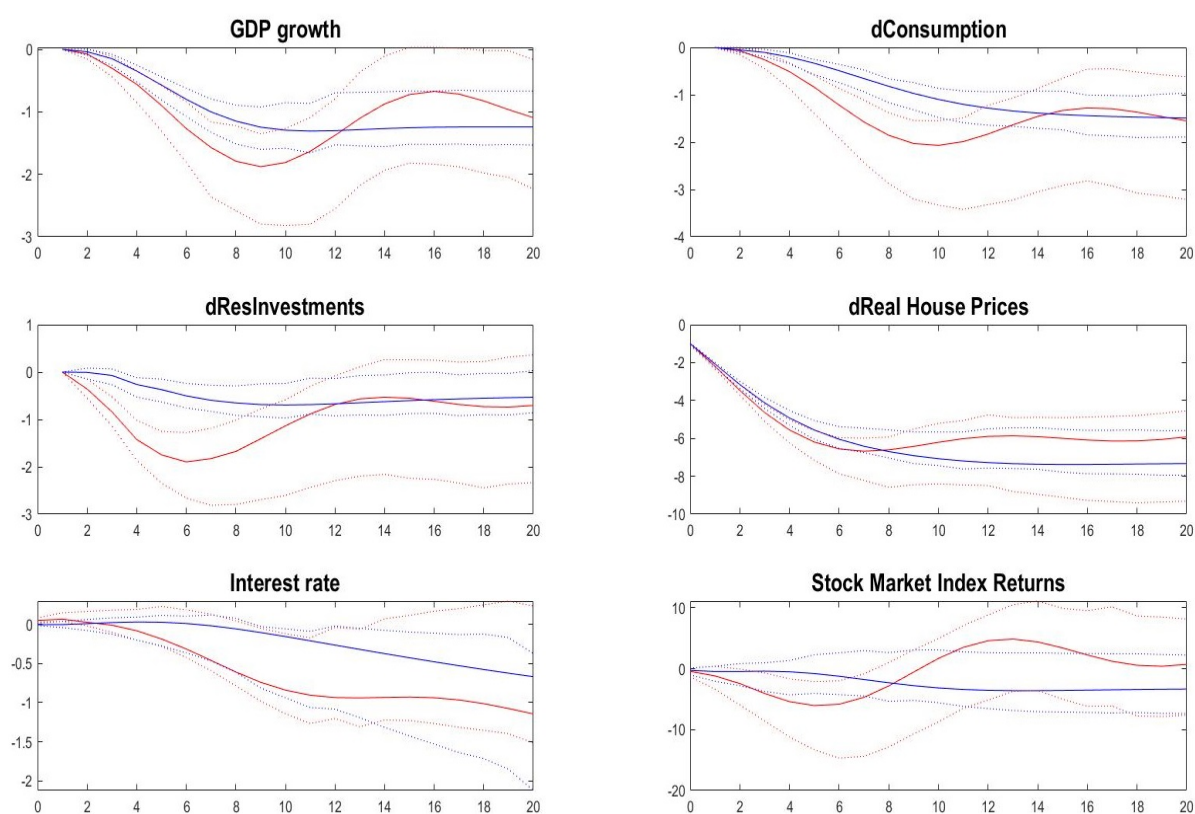 GDP growth
0
-1
-2
-3
0 2 4 6 8 10 12 14 16 18 20
dConsumption
0
-1
-2
-3
-4
0 2 4 6 8 10 12 14 16 18 20
dResInvestments
1
0
-1
-2
-3
0 2 4 6 8 10 12 14 16 18 20
dReal House Prices
0
-2
-4
-6
-8
-10
0 2 4 6 8 10 12 14 16 18 20
Interest rate
0
-0.5
-1
-1.5
-2
0 2 4 6 8 10 12 14 16 18 20
Stock Market Index Returns
10
0
-10
-20
0 2 4 6 8 10 12 14 16 18 20